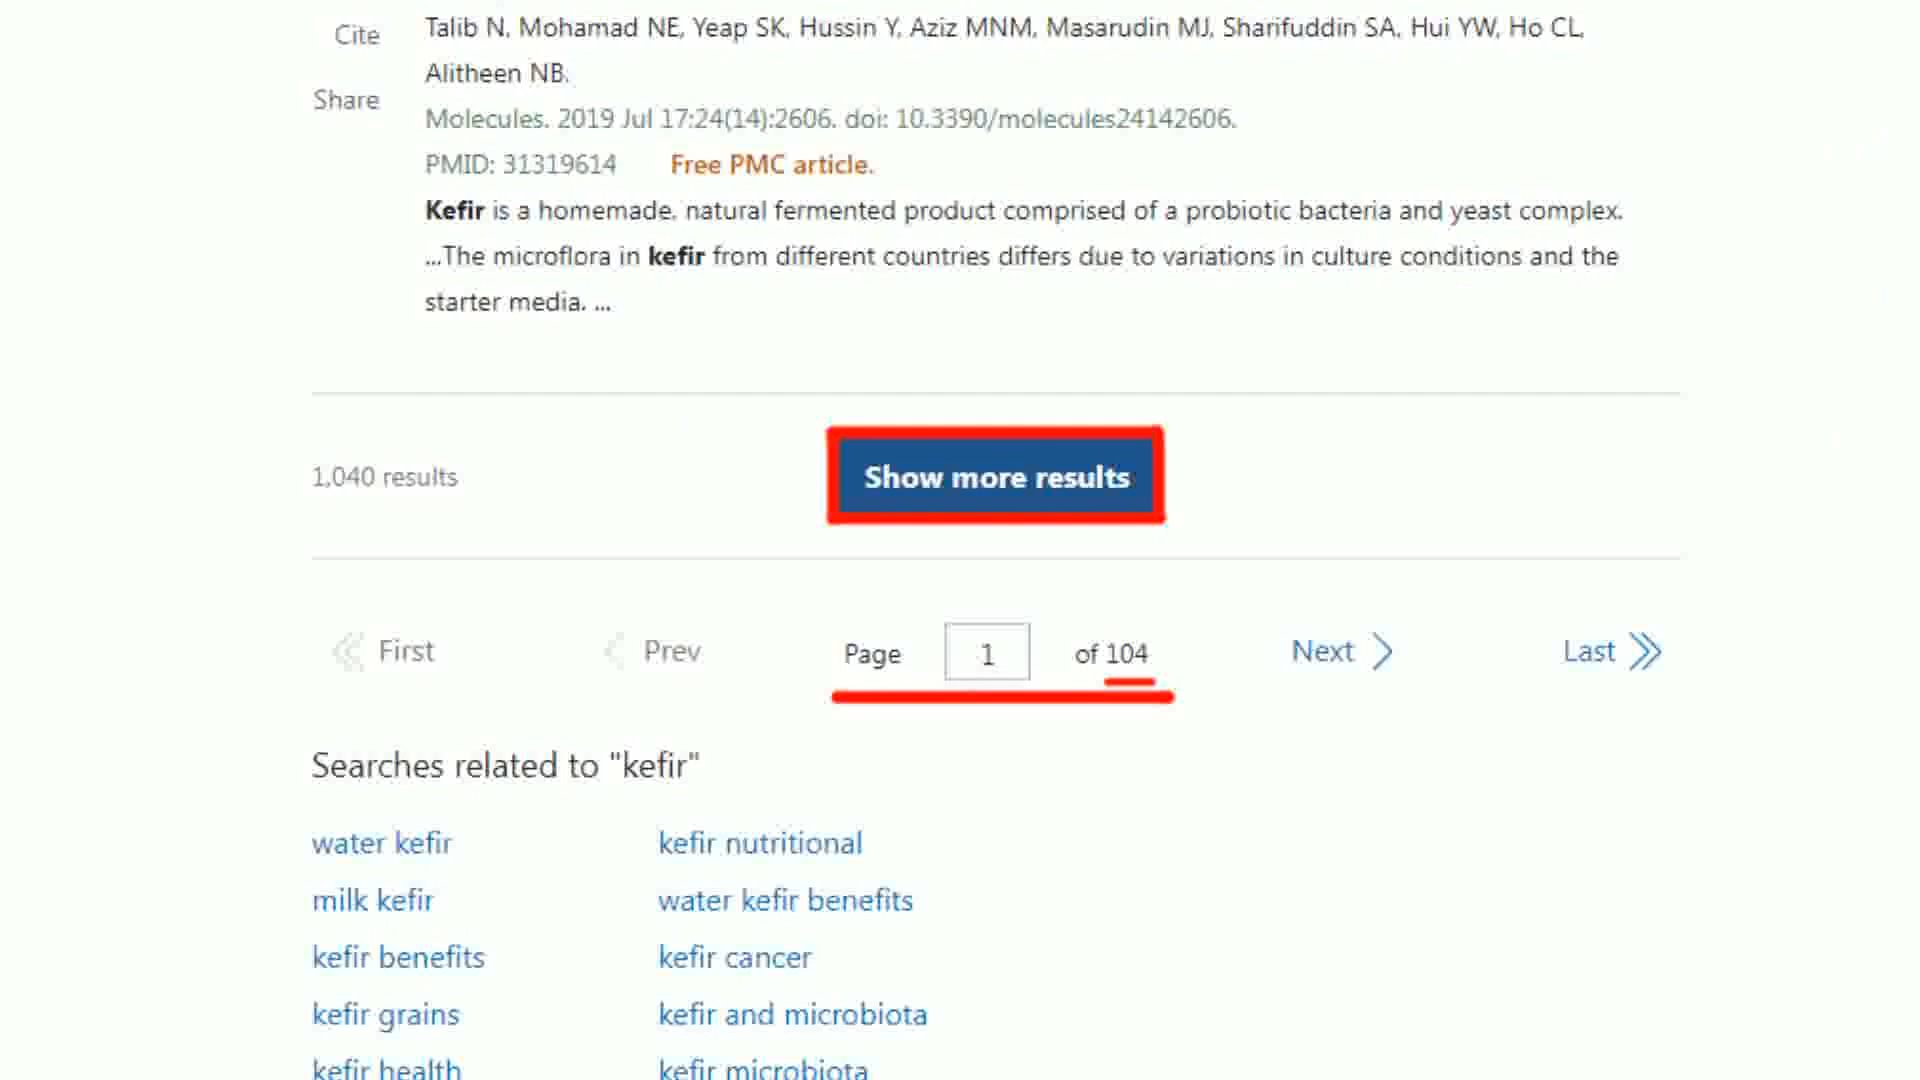 Cite
Talib N, Mohamad NE, Yeap SK, Hussin Y, Aziz MNM, Masarudin MJ, Sharifuddin SA, Hui YW, Ho CL,
Alitheen NB.
Share
Molecules. 2019 Jul 17;24(14):2606. doi: 10.3390/molecules24142606.
PMID: 31319614 Free PMC article.
Kefir is a homemade, natural fermented product comprised of a probiotic bacteria and yeast complex.
...The microflora in kefir from different countries differs due to variations in culture conditions and the
starter media. ...
1,040 results
Show more results
First Prev Page 1 of 104 Next Last
Searches related to "kefir"
water kefir kefir nutritional
milk kefir water kefir benefits
kefir benefits kefir cancer
kefir grains kefir and microbiota
kefir health kefir microbiota